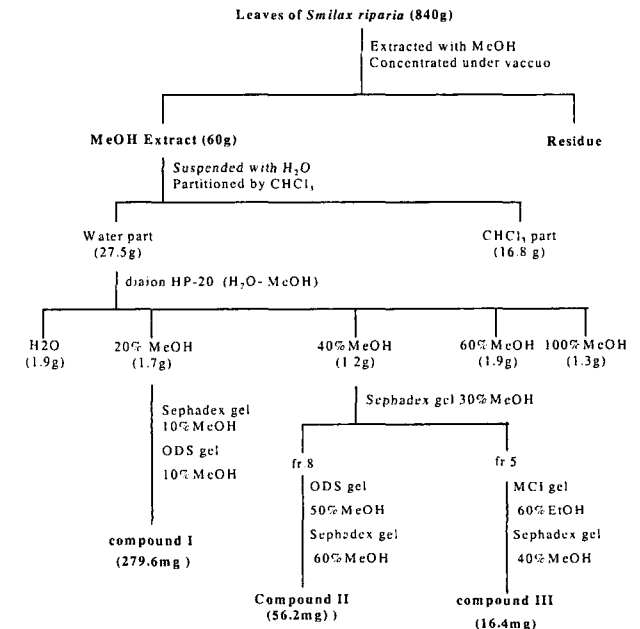 Leaves of Smilax riparia (840g)
Extracted with MeOH
Concentrated under vaccuo
MeOH Extract (60g)
Residue
Suspended with H₂O
Partitioned by CHCl₃
Water part
(27.5g)
CHCl₃ part
(16.8 g)
diaion HP-20 (H₂O- MeOH)
H2O
(1.9g)
20% MeOH
(1.7g)
40% MeOH
(1 2g)
60% MeOH
(1.9g)
100% MeOH
(1.3g)
Sephadex gel
10% MeOH
ODS gel
10% MeOH
Sephadex gel 30%MeOH
fr.8
fr 5
ODS gel
50%MeOH
Sephadex gel
60%MeOH
MCI gel
60%EtOH
Sephadex gel
40%MeOH
compound I
(279.6mg )
Compound II
(56.2mg) )
compound III
(16.4mg)